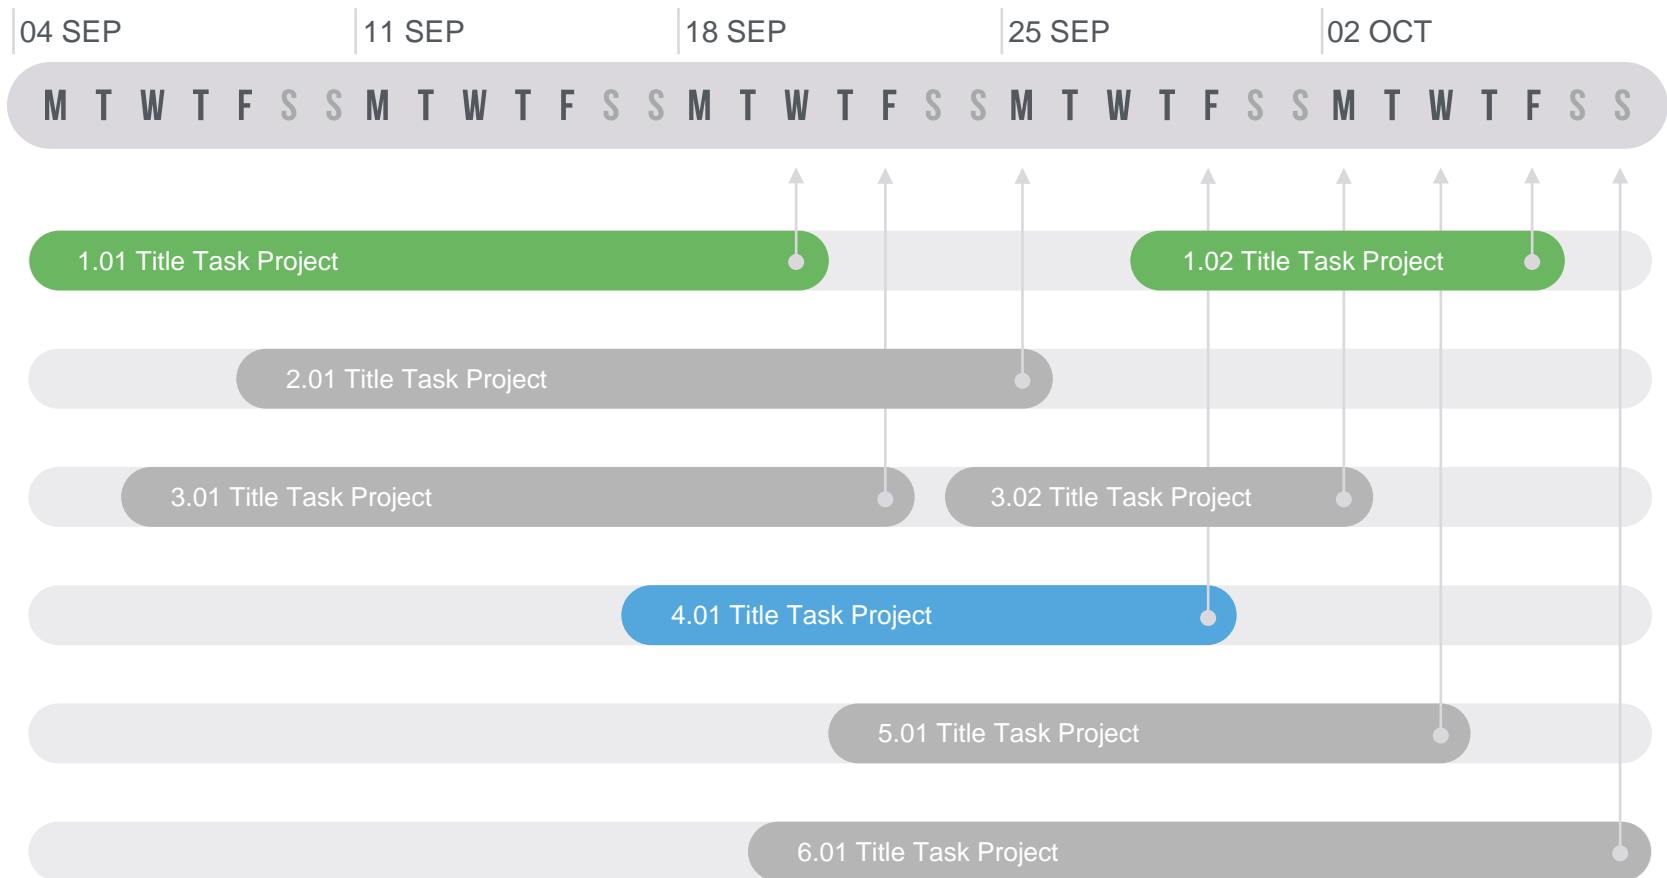 04 SEP 11 SEP 18 SEP 25 SEP 02 OCT
M T W T F S S M T W T F S S M T W T F S S M T W T F S S M T W T F S S
1.01 Title Task Project 1.02 Title Task Project
2.01 Title Task Project
3.01 Title Task Project 3.02 Title Task Project
4.01 Title Task Project
5.01 Title Task Project
6.01 Title Task Project